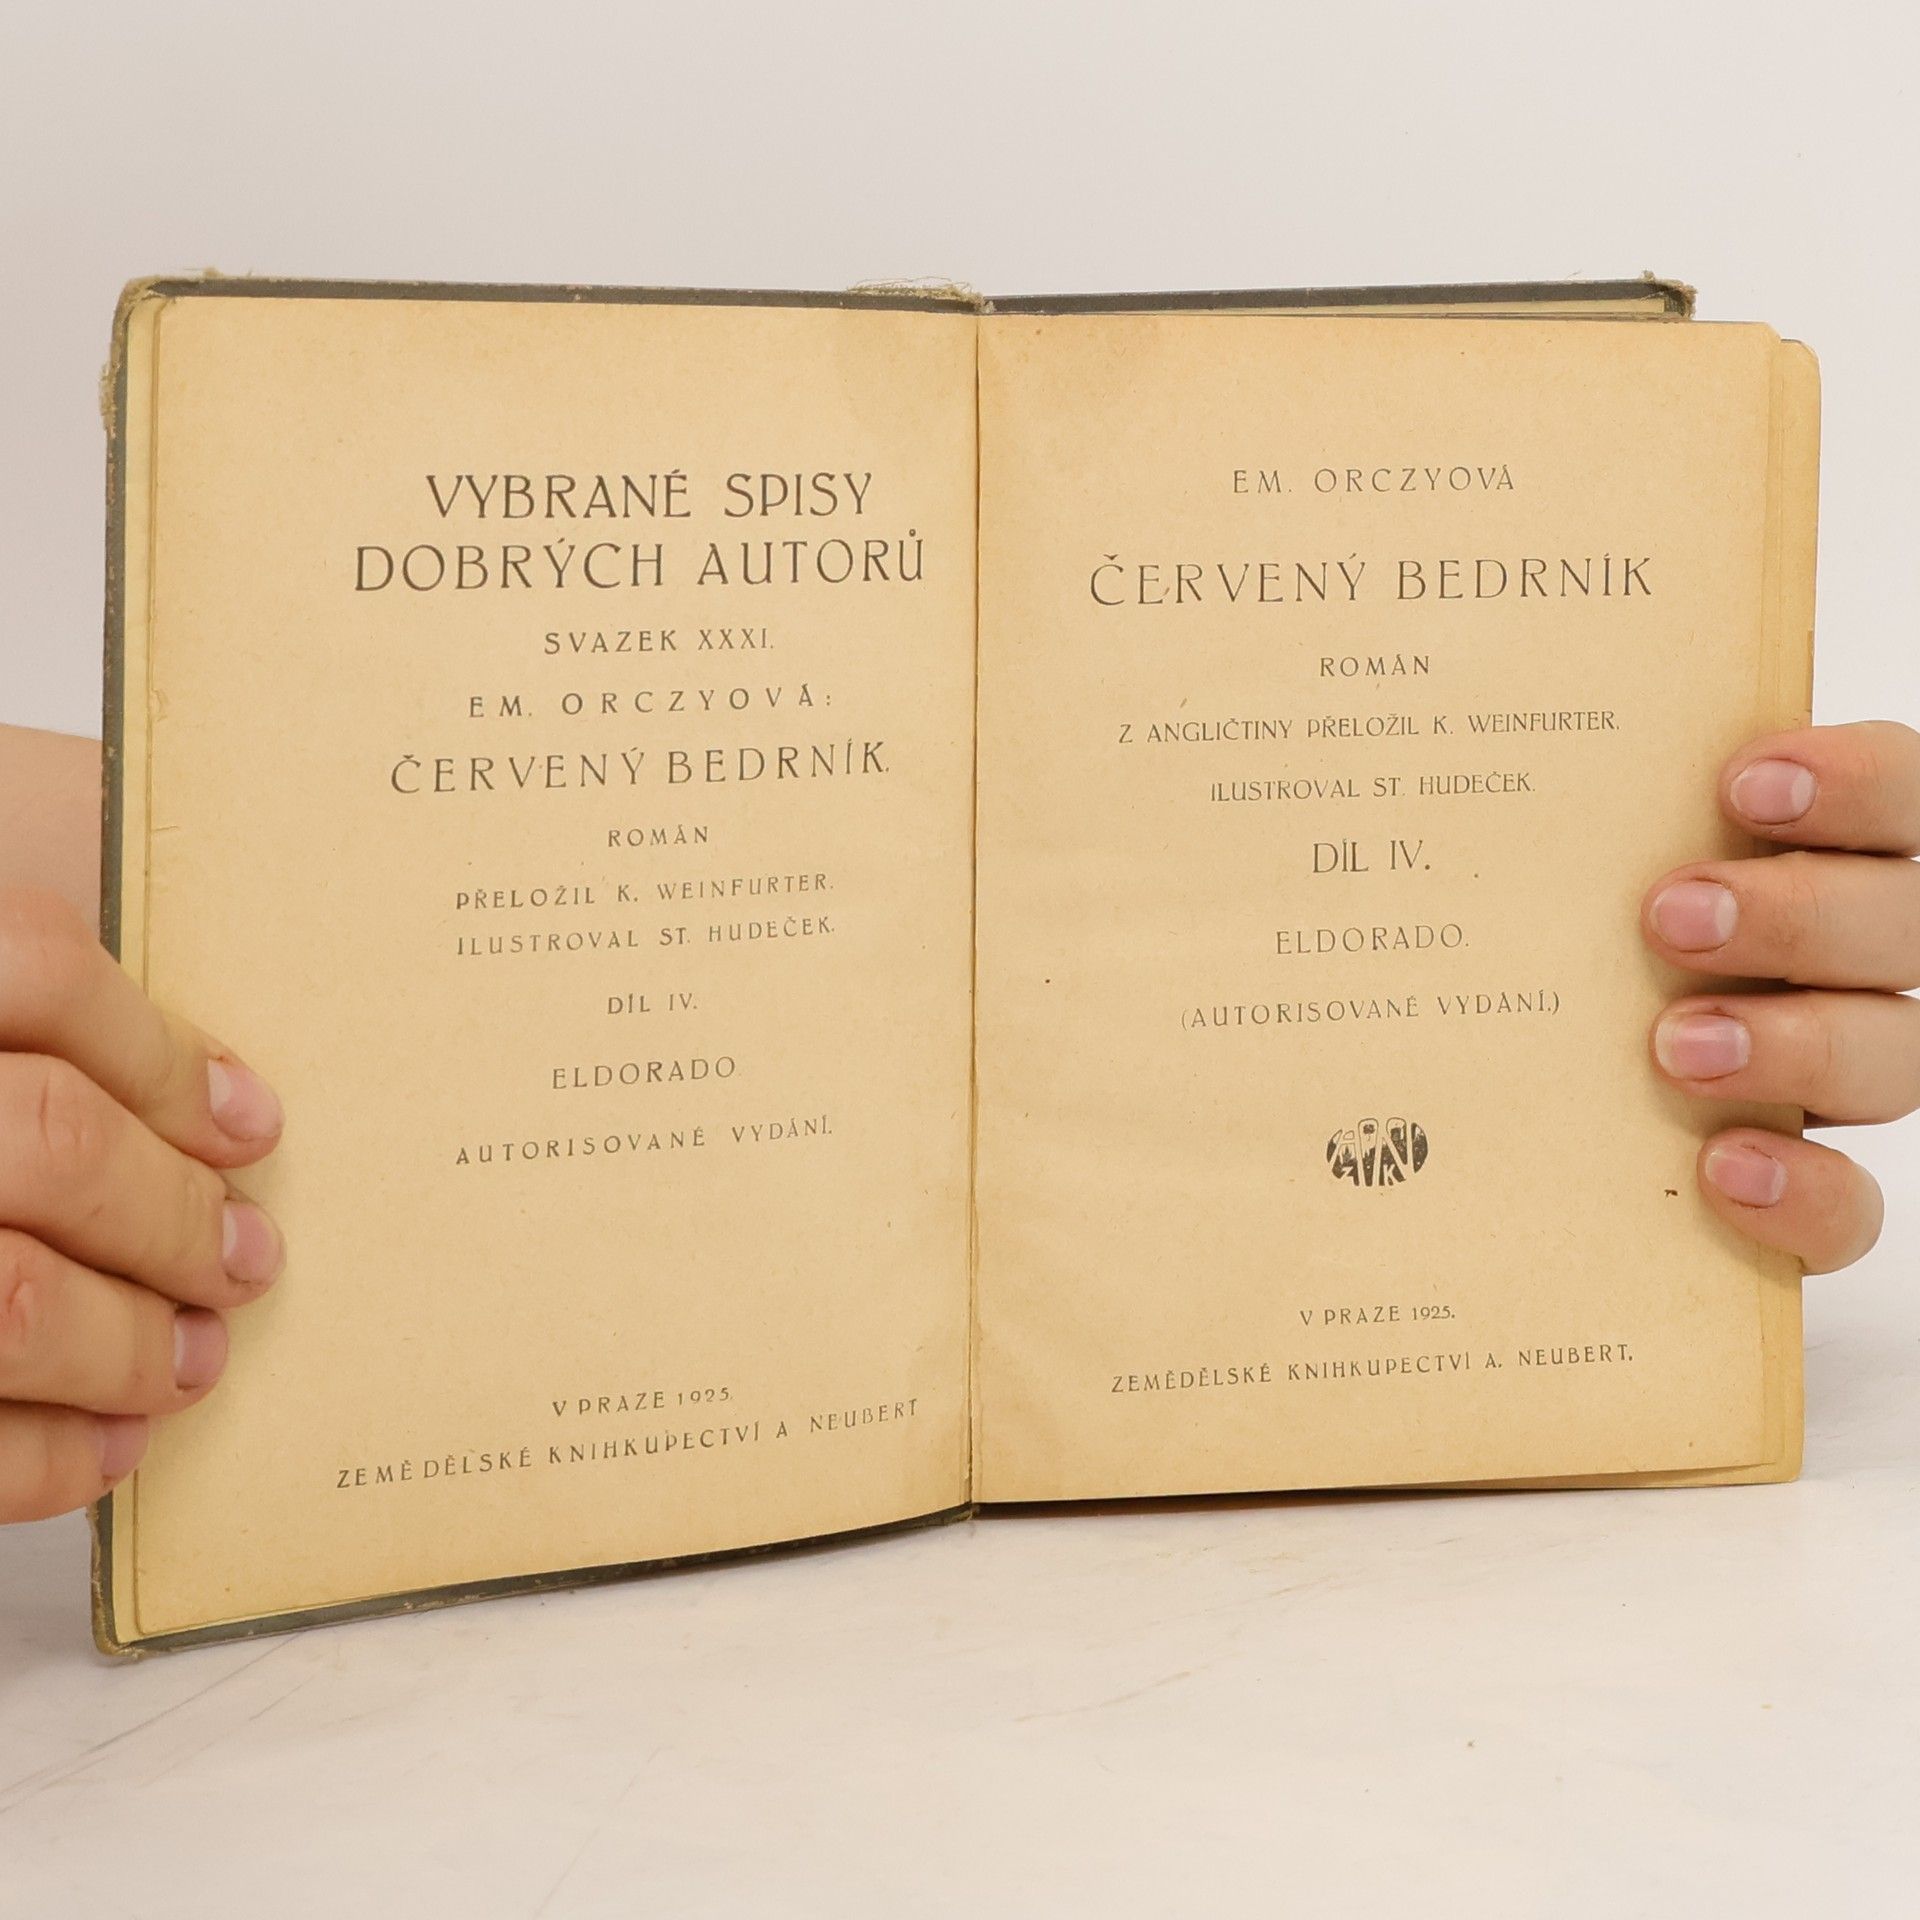 VYBRANÉ SPISY
DOBRÝCH AUTORŮ
SVAZEK XXXI.
EM. ORCZYOVÁ:
ČERVENÝ BEDRNÍK.
ROMÁN
PŘELOŽIL K. WEINFURTER.
ILUSTROVAL ST. HUDEČEK.
DÍL IV.
ELDORADO
AUTORISOVANÉ VYDÁNÍ.
V PRAZE 1925.
ZEMĚDĚLSKÉ KNIHKUPECTVÍ A NEUBERT
EM. ORCZYOVÁ
ČERVENÝ BEDRNÍK
ROMÁN
Z ANGLIČTINY PŘELOŽIL K. WEINFURTER.
ILUSTROVAL ST. HUDEČEK.
DÍL IV.
ELDORADO.
(AUTORISOVANÉ VYDÁNÍ.)
Z K
V PRAZE 1925.
ZEMĚDĚLSKÉ KNIHKUPECTVÍ A. NEUBERT.